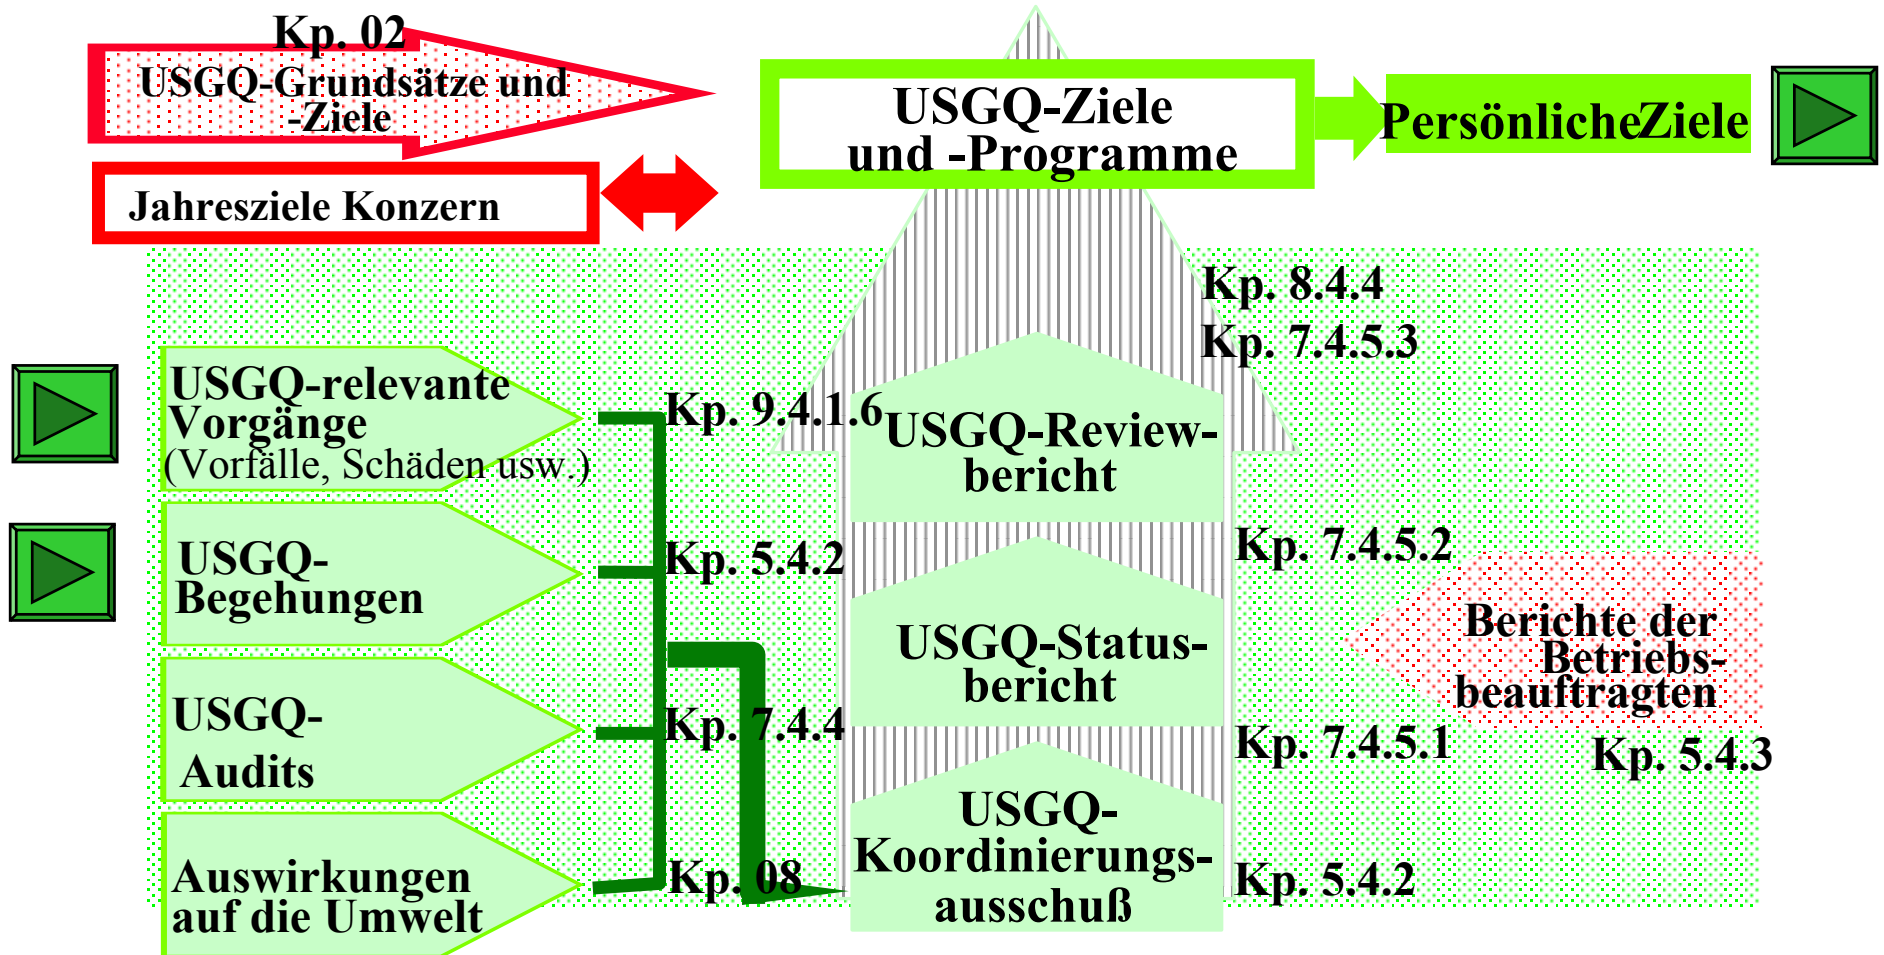 Kp. 02
USGQ-Grundsätze und
-Ziele
Jahresziele Konzern
USGQ-Ziele
und -Programme
PersönlicheZiele
Kp. 8.4.4
Kp. 7.4.5.3
USGQ-relevante
Vorgänge
(Vorfälle, Schäden usw.)
Kp. 9.4.1.6
USGQ-
Begehungen
Kp. 5.4.2
USGQ-
Audits
Kp. 7.4.4
Auswirkungen
auf die Umwelt
Kp. 08
USGQ-Review-
bericht
Kp. 7.4.5.2
USGQ-Status-
bericht
Kp. 7.4.5.1
USGQ-
Koordinierungs-
ausschuß
Kp. 5.4.2
Berichte der
Betriebs-
beauftragten
Kp. 5.4.3